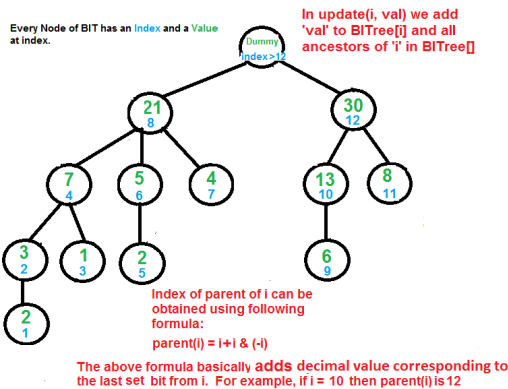 Every Node of BIT has an Index and a Value
at index.
In update(i, val) we add
'val' to BITree[i] and all
ancestors of 'i' in BITree[]
Dummy
index>12
21
8
30
12
7
4
5
6
4
7
13
10
8
11
3
2
1
3
2
5
6
9
2
1
Index of parent of i can be
obtained using following
formula:
parent(i) = i+i & (-i)
The above formula basically adds decimal value corresponding to
the last set bit from i. For example, if i = 10 then parent(i) is 12